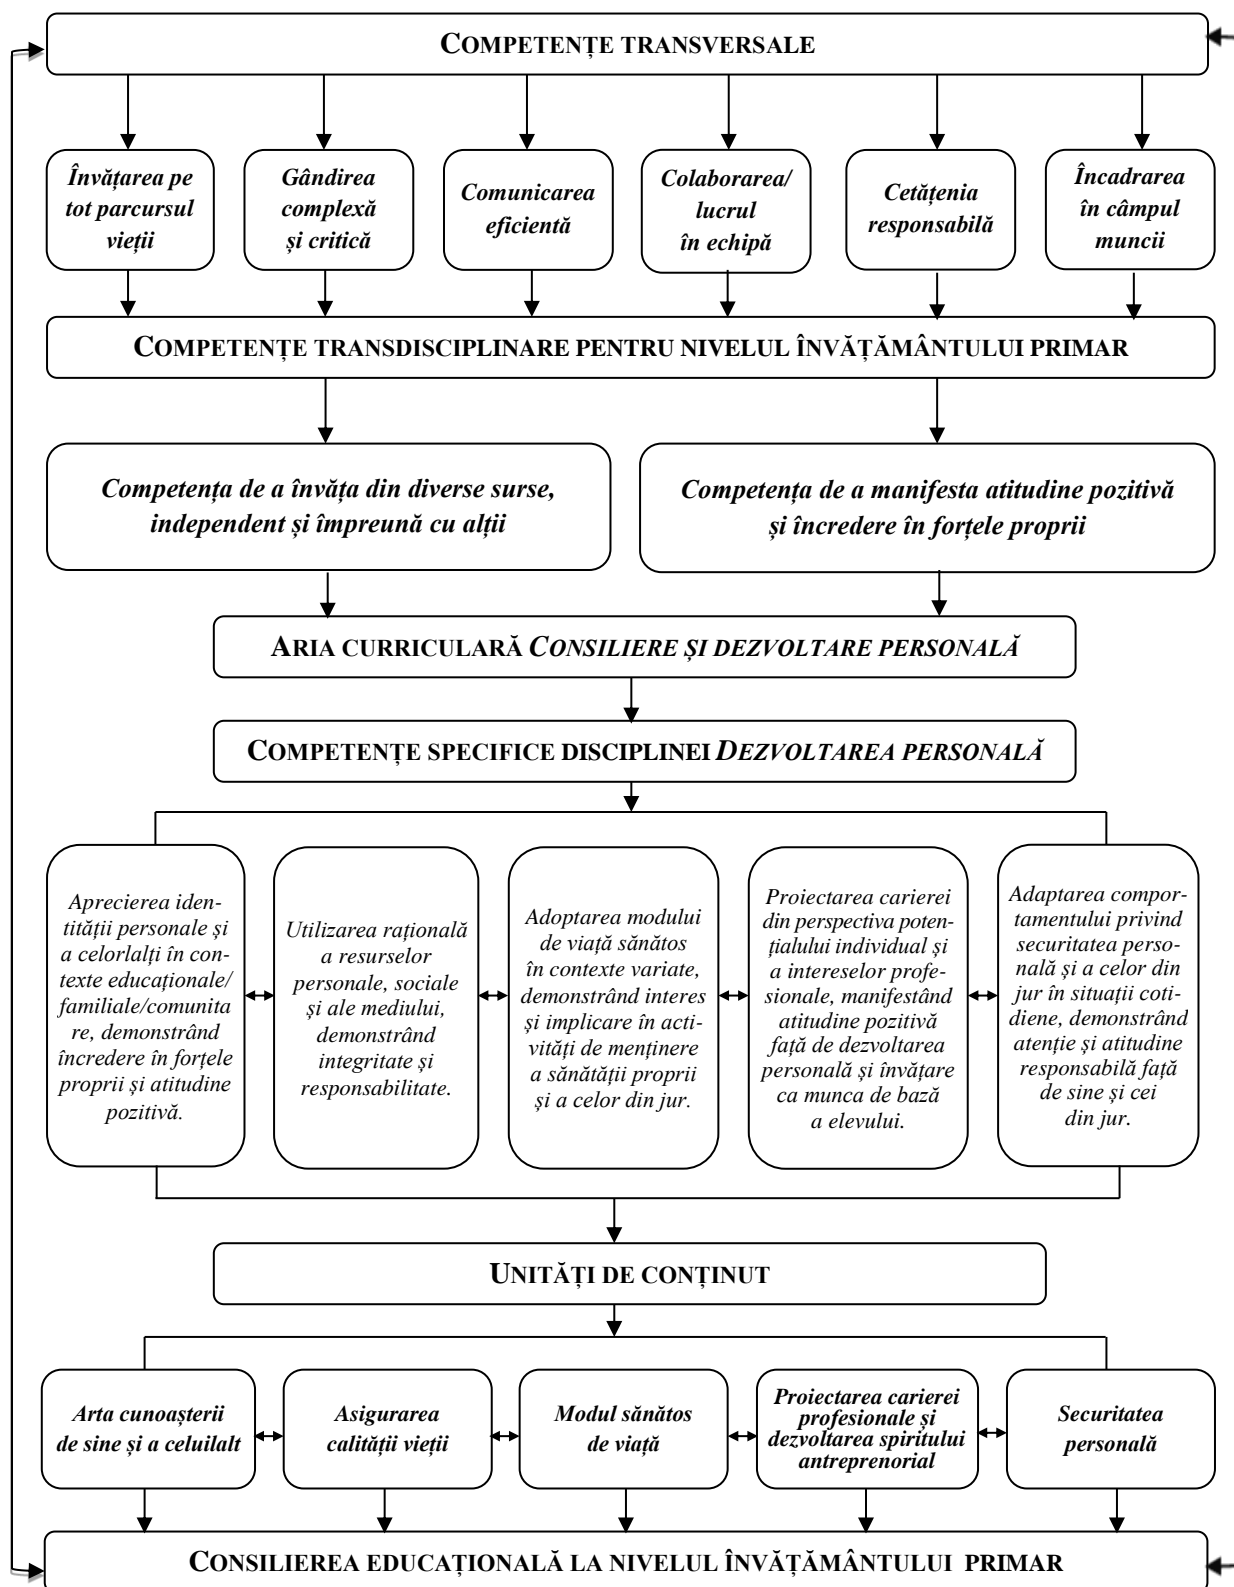 COMPETENȚE TRANSVERSALE
Învățarea pe
tot parcursul
vieții
Gândirea
complexă
și critică
Comunicarea
eficientă
Colaborarea/
lucrul
în echipă
Cetățenia
responsabilă
Încadrarea
în câmpul
muncii
COMPETENȚE TRANSDISCIPLINARE PENTRU NIVELUL ÎNVĂȚĂMÂNTULUI PRIMAR
Competența de a învăța din diverse surse,
independent și împreună cu alții
Competența de a manifesta atitudine pozitivă
și încredere în forțele proprii
ARIA CURRICULARĂ CONSILIERE ȘI DEZVOLTARE PERSONALĂ
COMPETENȚE SPECIFICE DISCIPLINEI DEZVOLTAREA PERSONALĂ
Aprecierea iden-
tității personale și
a celorlalți în con-
texte educaționale/
familiale/comunita
re, demonstrând
încredere în forțele
proprii și atitudine
pozitivă.
Utilizarea rațională
a resurselor
personale, sociale
și ale mediului,
demonstrând
integritate și
responsabilitate.
Adoptarea modului
de viață sănătos
în contexte variate,
demonstrând interes
și implicare în acti-
vități de menținere
a sănătății proprii
și a celor din jur.
Proiectarea carierei
din perspectiva poten-
țialului individual și
a intereselor profe-
sionale, manifestând
atitudine pozitivă
față de dezvoltarea
personală și învățare
ca munca de bază
a elevului.
Adaptarea compor-
tamentului privind
securitatea perso-
nală și a celor din
jur în situații coti-
diene, demonstrând
atenție și atitudine
responsabilă față
de sine și cei
din jur.
UNITĂȚI DE CONȚINUT
Arta cunoașterii
de sine și a celuilalt
Asigurarea
calității vieții
Modul sănătos
de viață
Proiectarea carierei
profesionale și
dezvoltarea spiritului
antreprenorial
Securitatea
personală
CONSILIEREA EDUCAȚIONALĂ LA NIVELUL ÎNVĂȚĂMÂNTULUI PRIMAR